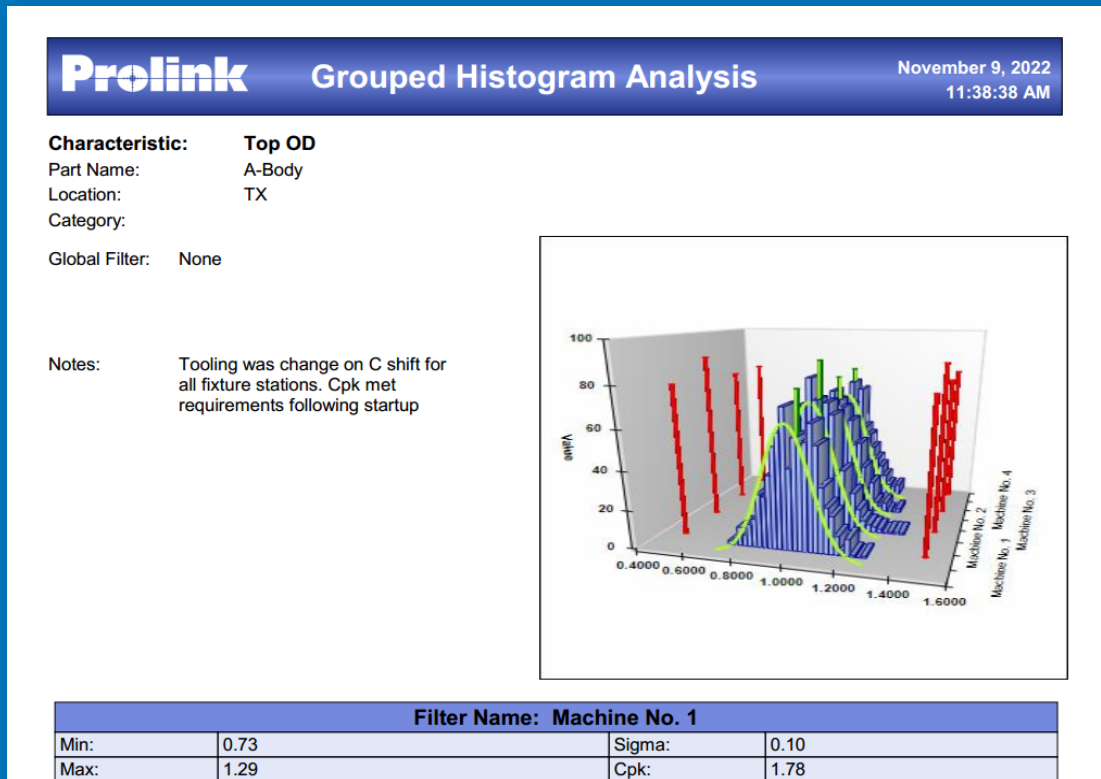 Prolink
Grouped Histogram Analysis
November 9, 2022
11:38:38 AM
Characteristic: Top OD
Part Name: A-Body
Location: TX
Category:
Global Filter: None
Notes: Tooling was change on C shift for
all fixture stations. Cpk met
requirements following startup
100
80
60
40
20
0
Value
0.4000 0.6000 0.8000 1.0000 1.2000 1.4000 1.6000
Machine No. 1
Machine No. 2
Machine No. 3
Machine No. 4
Filter Name: Machine No. 1
Min: 0.73 Sigma: 0.10
Max: 1.29 Cpk: 1.78